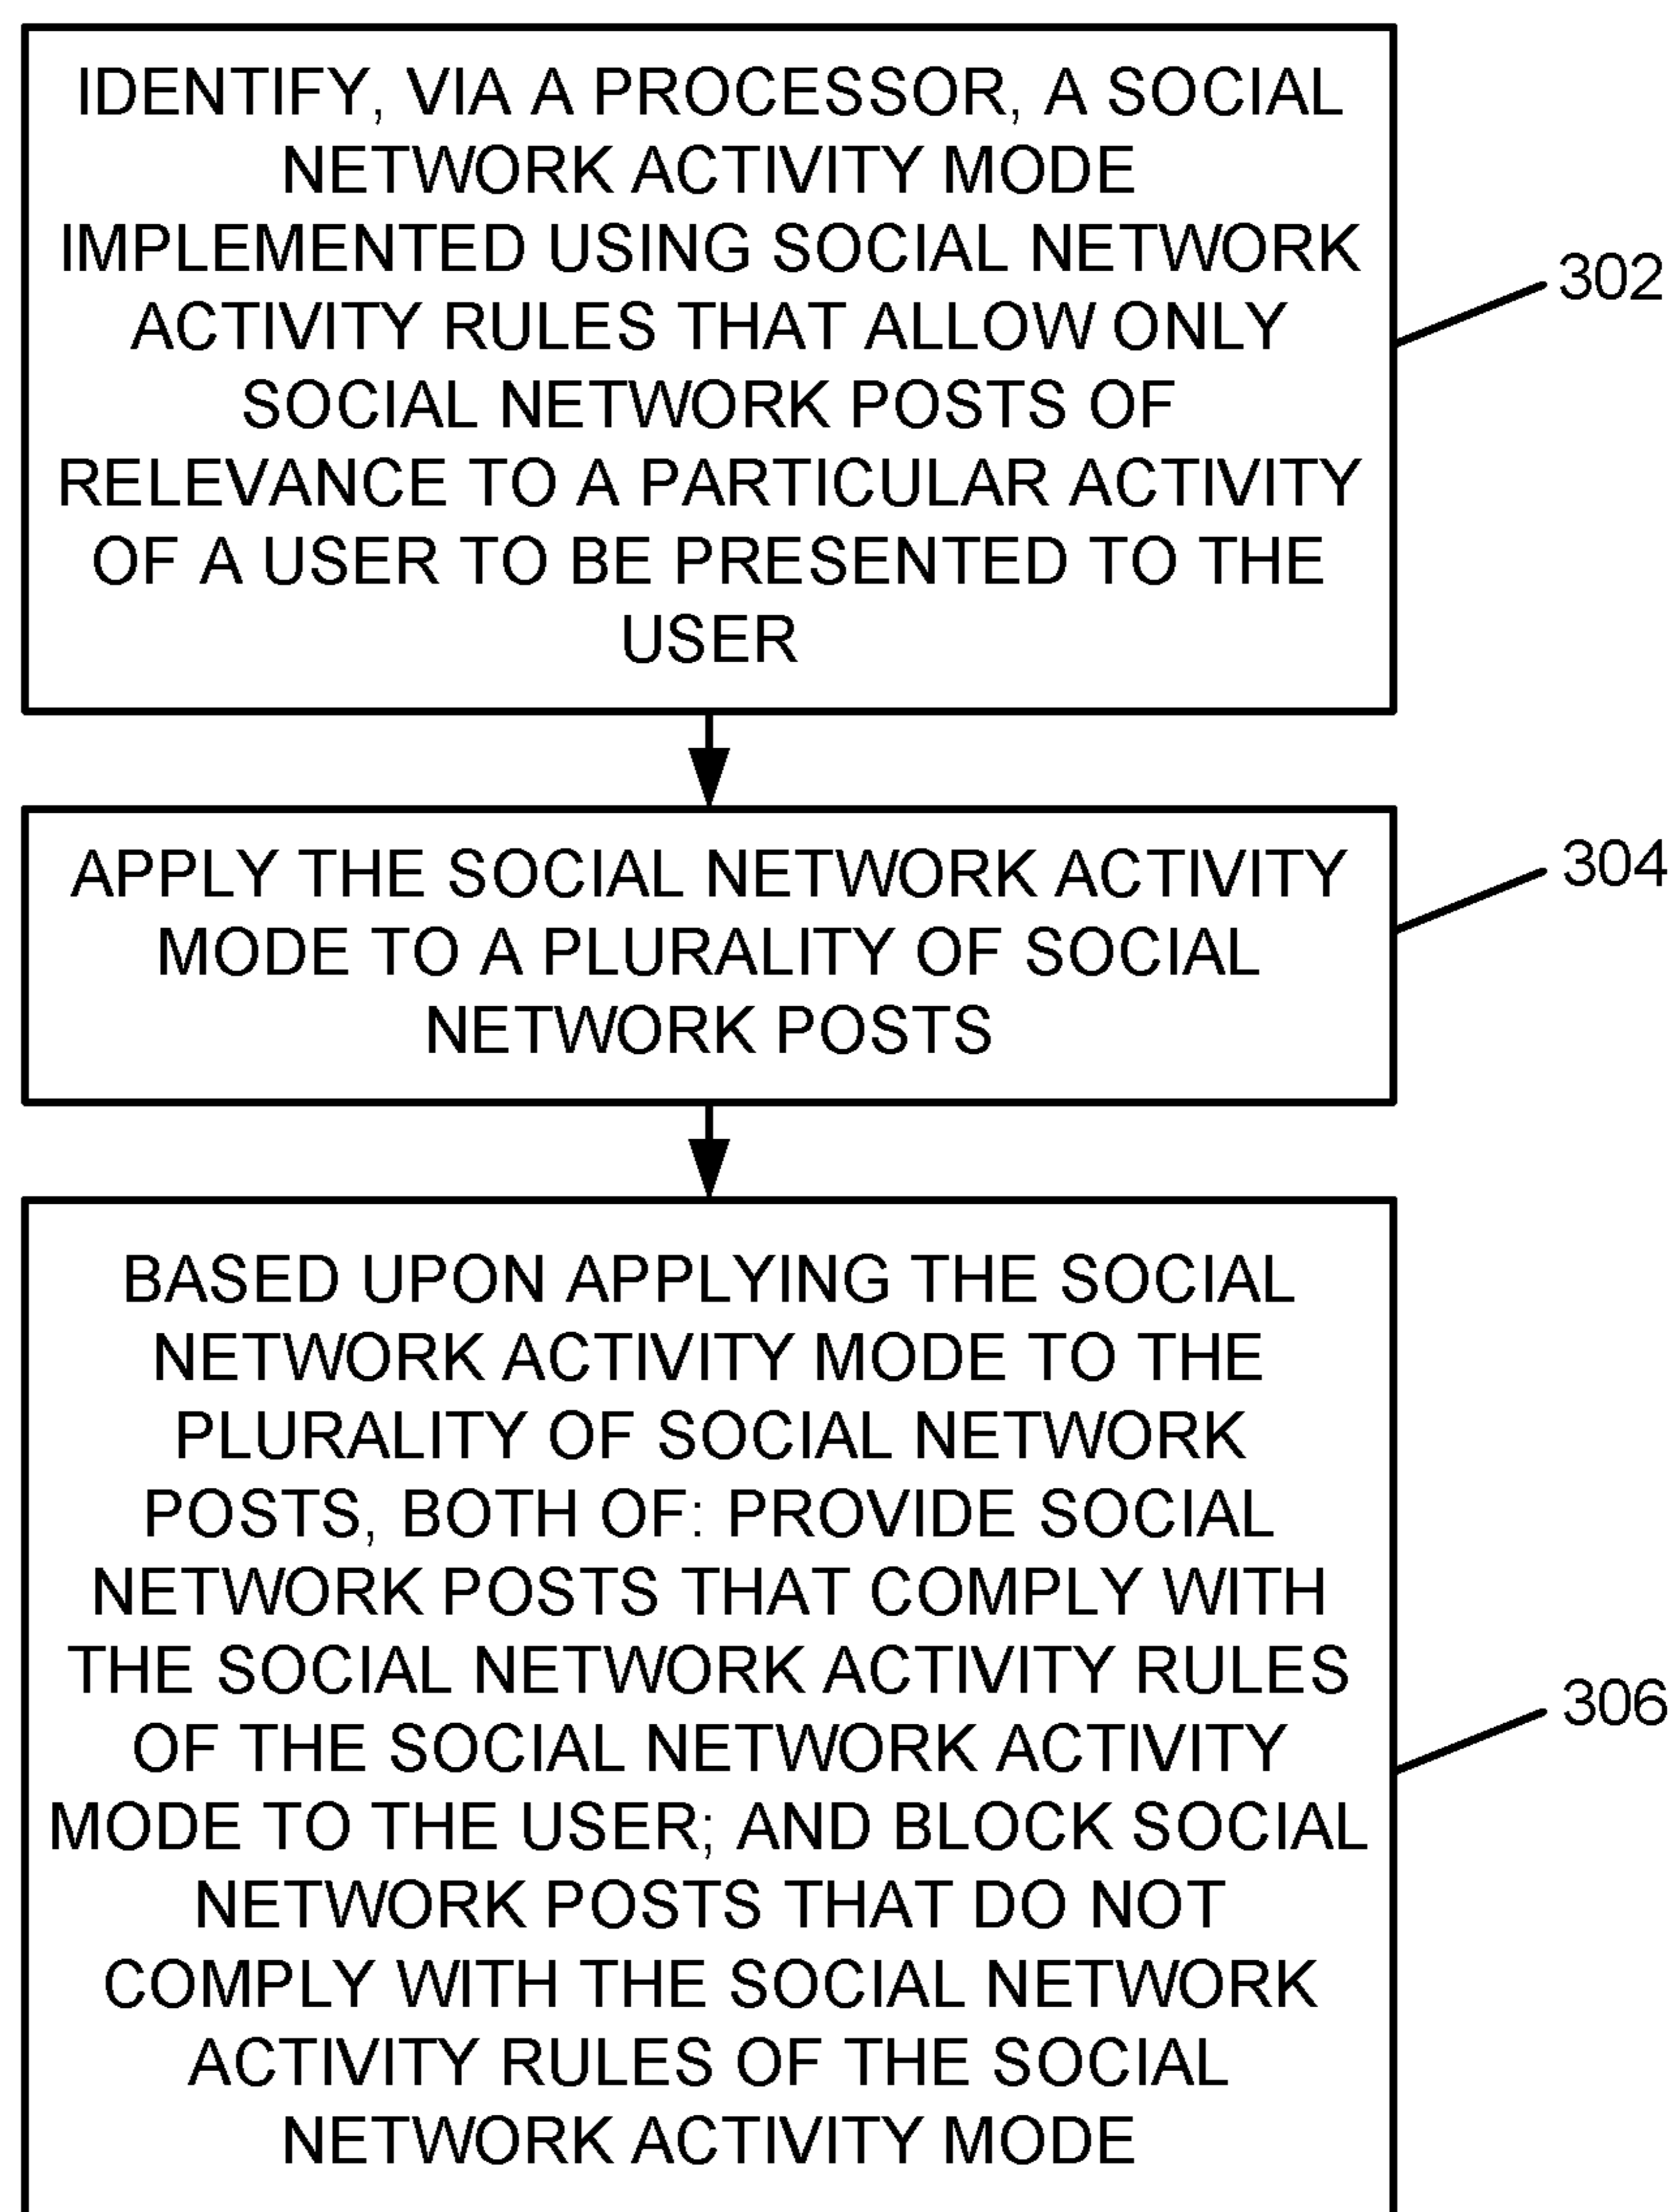 IDENTIFY, VIA A PROCESSOR, A SOCIAL
NETWORK ACTIVITY MODE
IMPLEMENTED USING SOCIAL NETWORK
ACTIVITY RULES THAT ALLOW ONLY
SOCIAL NETWORK POSTS OF
RELEVANCE TO A PARTICULAR ACTIVITY
OF A USER TO BE PRESENTED TO THE
USER
302
APPLY THE SOCIAL NETWORK ACTIVITY
MODE TO A PLURALITY OF SOCIAL
NETWORK POSTS
304
BASED UPON APPLYING THE SOCIAL
NETWORK ACTIVITY MODE TO THE
PLURALITY OF SOCIAL NETWORK
POSTS, BOTH OF: PROVIDE SOCIAL
NETWORK POSTS THAT COMPLY WITH
THE SOCIAL NETWORK ACTIVITY RULES
OF THE SOCIAL NETWORK ACTIVITY
MODE TO THE USER; AND BLOCK SOCIAL
NETWORK POSTS THAT DO NOT
COMPLY WITH THE SOCIAL NETWORK
ACTIVITY RULES OF THE SOCIAL
NETWORK ACTIVITY MODE
306